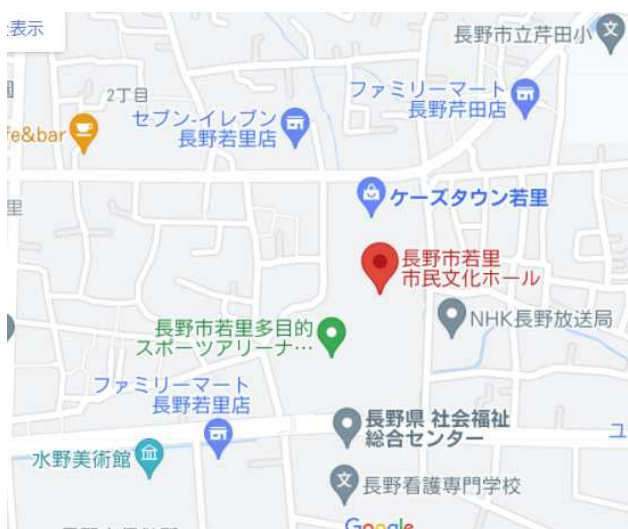 表示
長野市立芹田小
2丁目
ファミリーマート
長野芹田店
セブン-イレブン
長野若里店
fe&bar
ケーズタウン若里
里
長野市若里
市民文化ホール
NHK長野放送局
長野市若里多目的
スポーツアリーナ…
ファミリーマート
長野若里店
長野県 社会福祉
総合センター
ユ
水野美術館
長野看護専門学校
Google